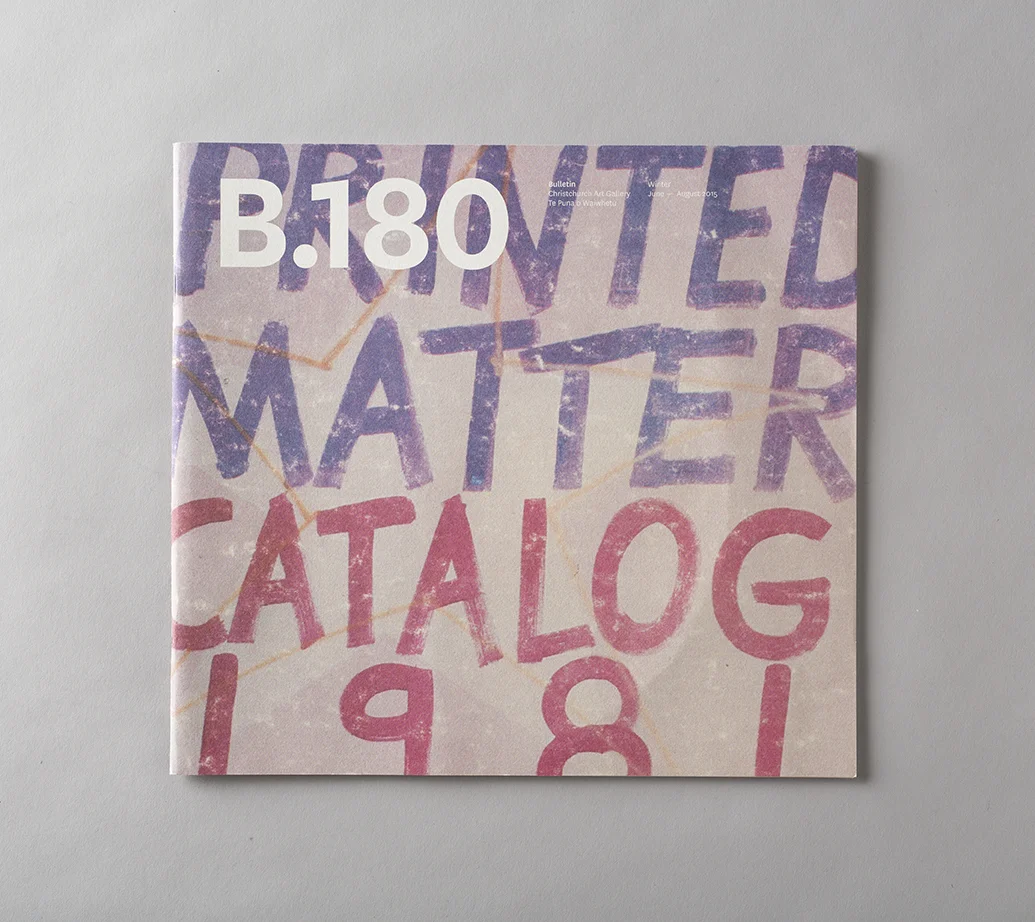 PRINTED
B.180
Bulletin
Christchurch Art Gallery
Te Puna o Waiwhetu
Winter
June – August 2015
MATTER
CATALOG
1981